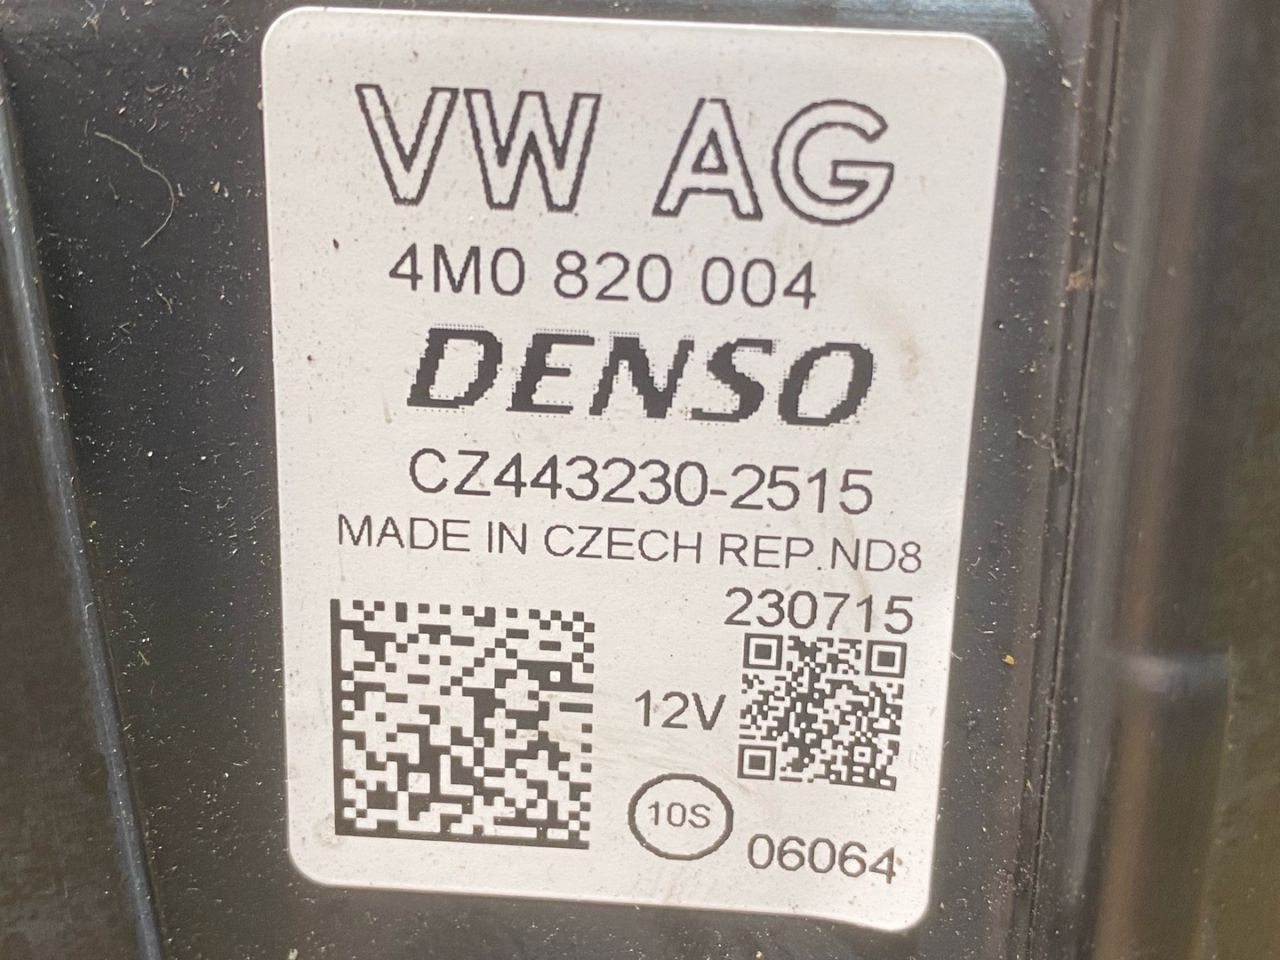 VW AG
4M0 820 004
DENSO
CZ443230-2515
MADE IN CZECH REP.ND8
230715
12V
10S
06064